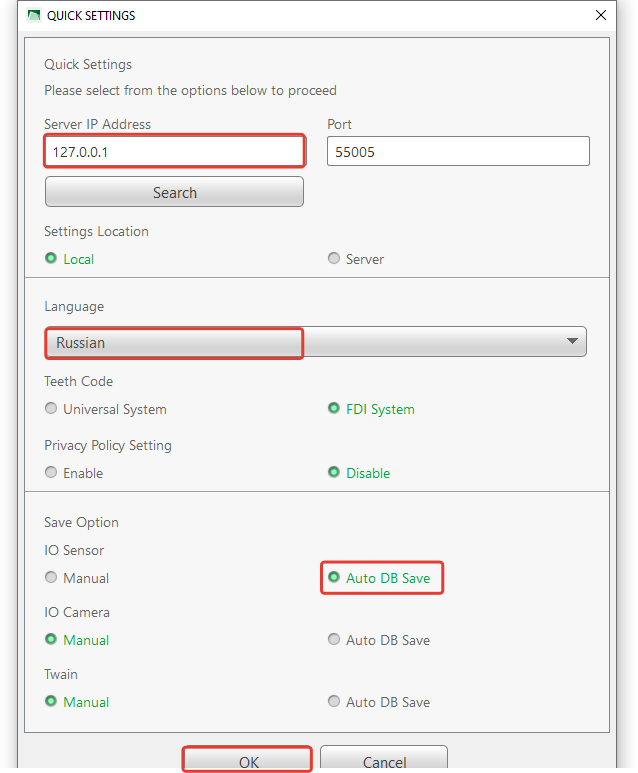 QUICK SETTINGS
Quick Settings
Please select from the options below to proceed
Server IP Address Port
127.0.0.1 55005
Search
Settings Location
Local Server
Language
Russian
Teeth Code
Universal System FDI System
Privacy Policy Setting
Enable Disable
Save Option
IO Sensor
Manual Auto DB Save
IO Camera
Manual Auto DB Save
Twain
Manual Auto DB Save
OK Cancel